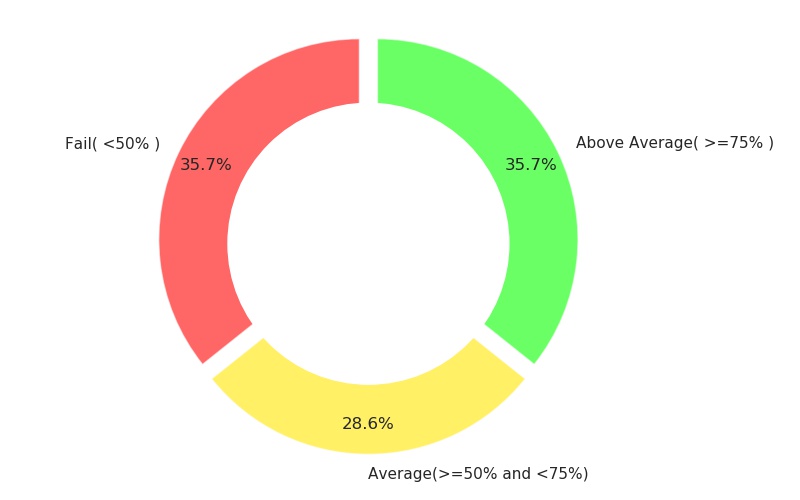 Fail( <50% )
Above Average( >=75% )
35.7%
35.7%
28.6%
Average(>=50% and <75%)